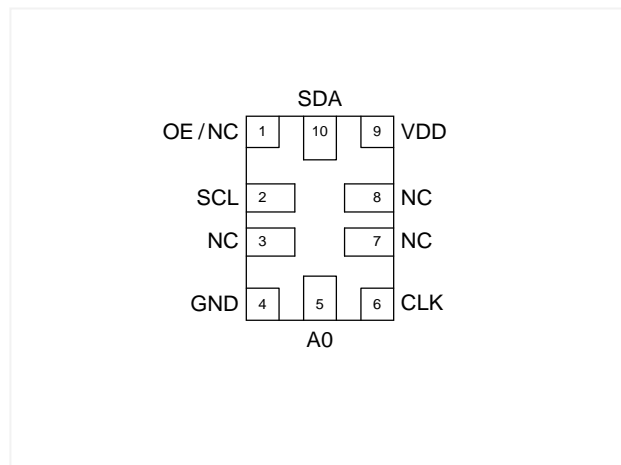 SDA
OE/NC 1 10 9 VDD
SCL 2 8 NC
NC 3 7 NC
GND 4 5 6 CLK
A0